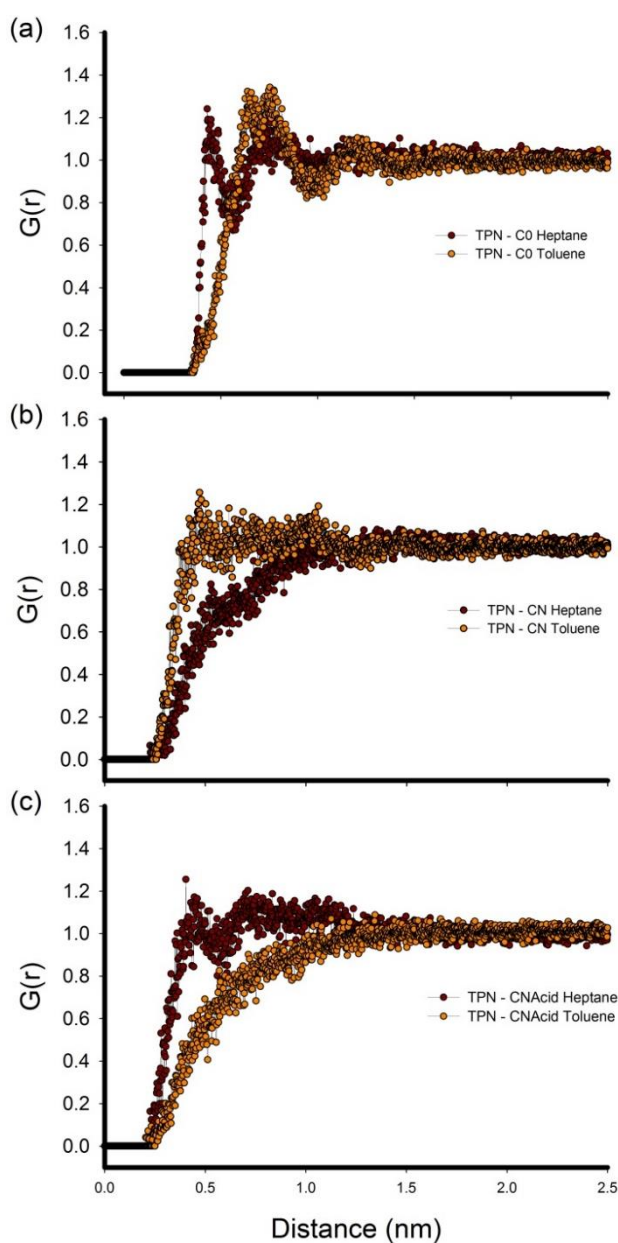 (a)
1.6
1.4
1.2
1.0
0.8
0.6
0.4
0.2
0.0
G(r)
TPN - C0 Heptane
TPN - C0 Toluene
(b)
1.6
1.4
1.2
1.0
0.8
0.6
0.4
0.2
0.0
G(r)
TPN - CN Heptane
TPN - CN Toluene
(c)
1.6
1.4
1.2
1.0
0.8
0.6
0.4
0.2
0.0
G(r)
TPN - CNAcid Heptane
TPN - CNAcid Toluene
0.0 0.5 1.0 1.5 2.0 2.5
Distance (nm)